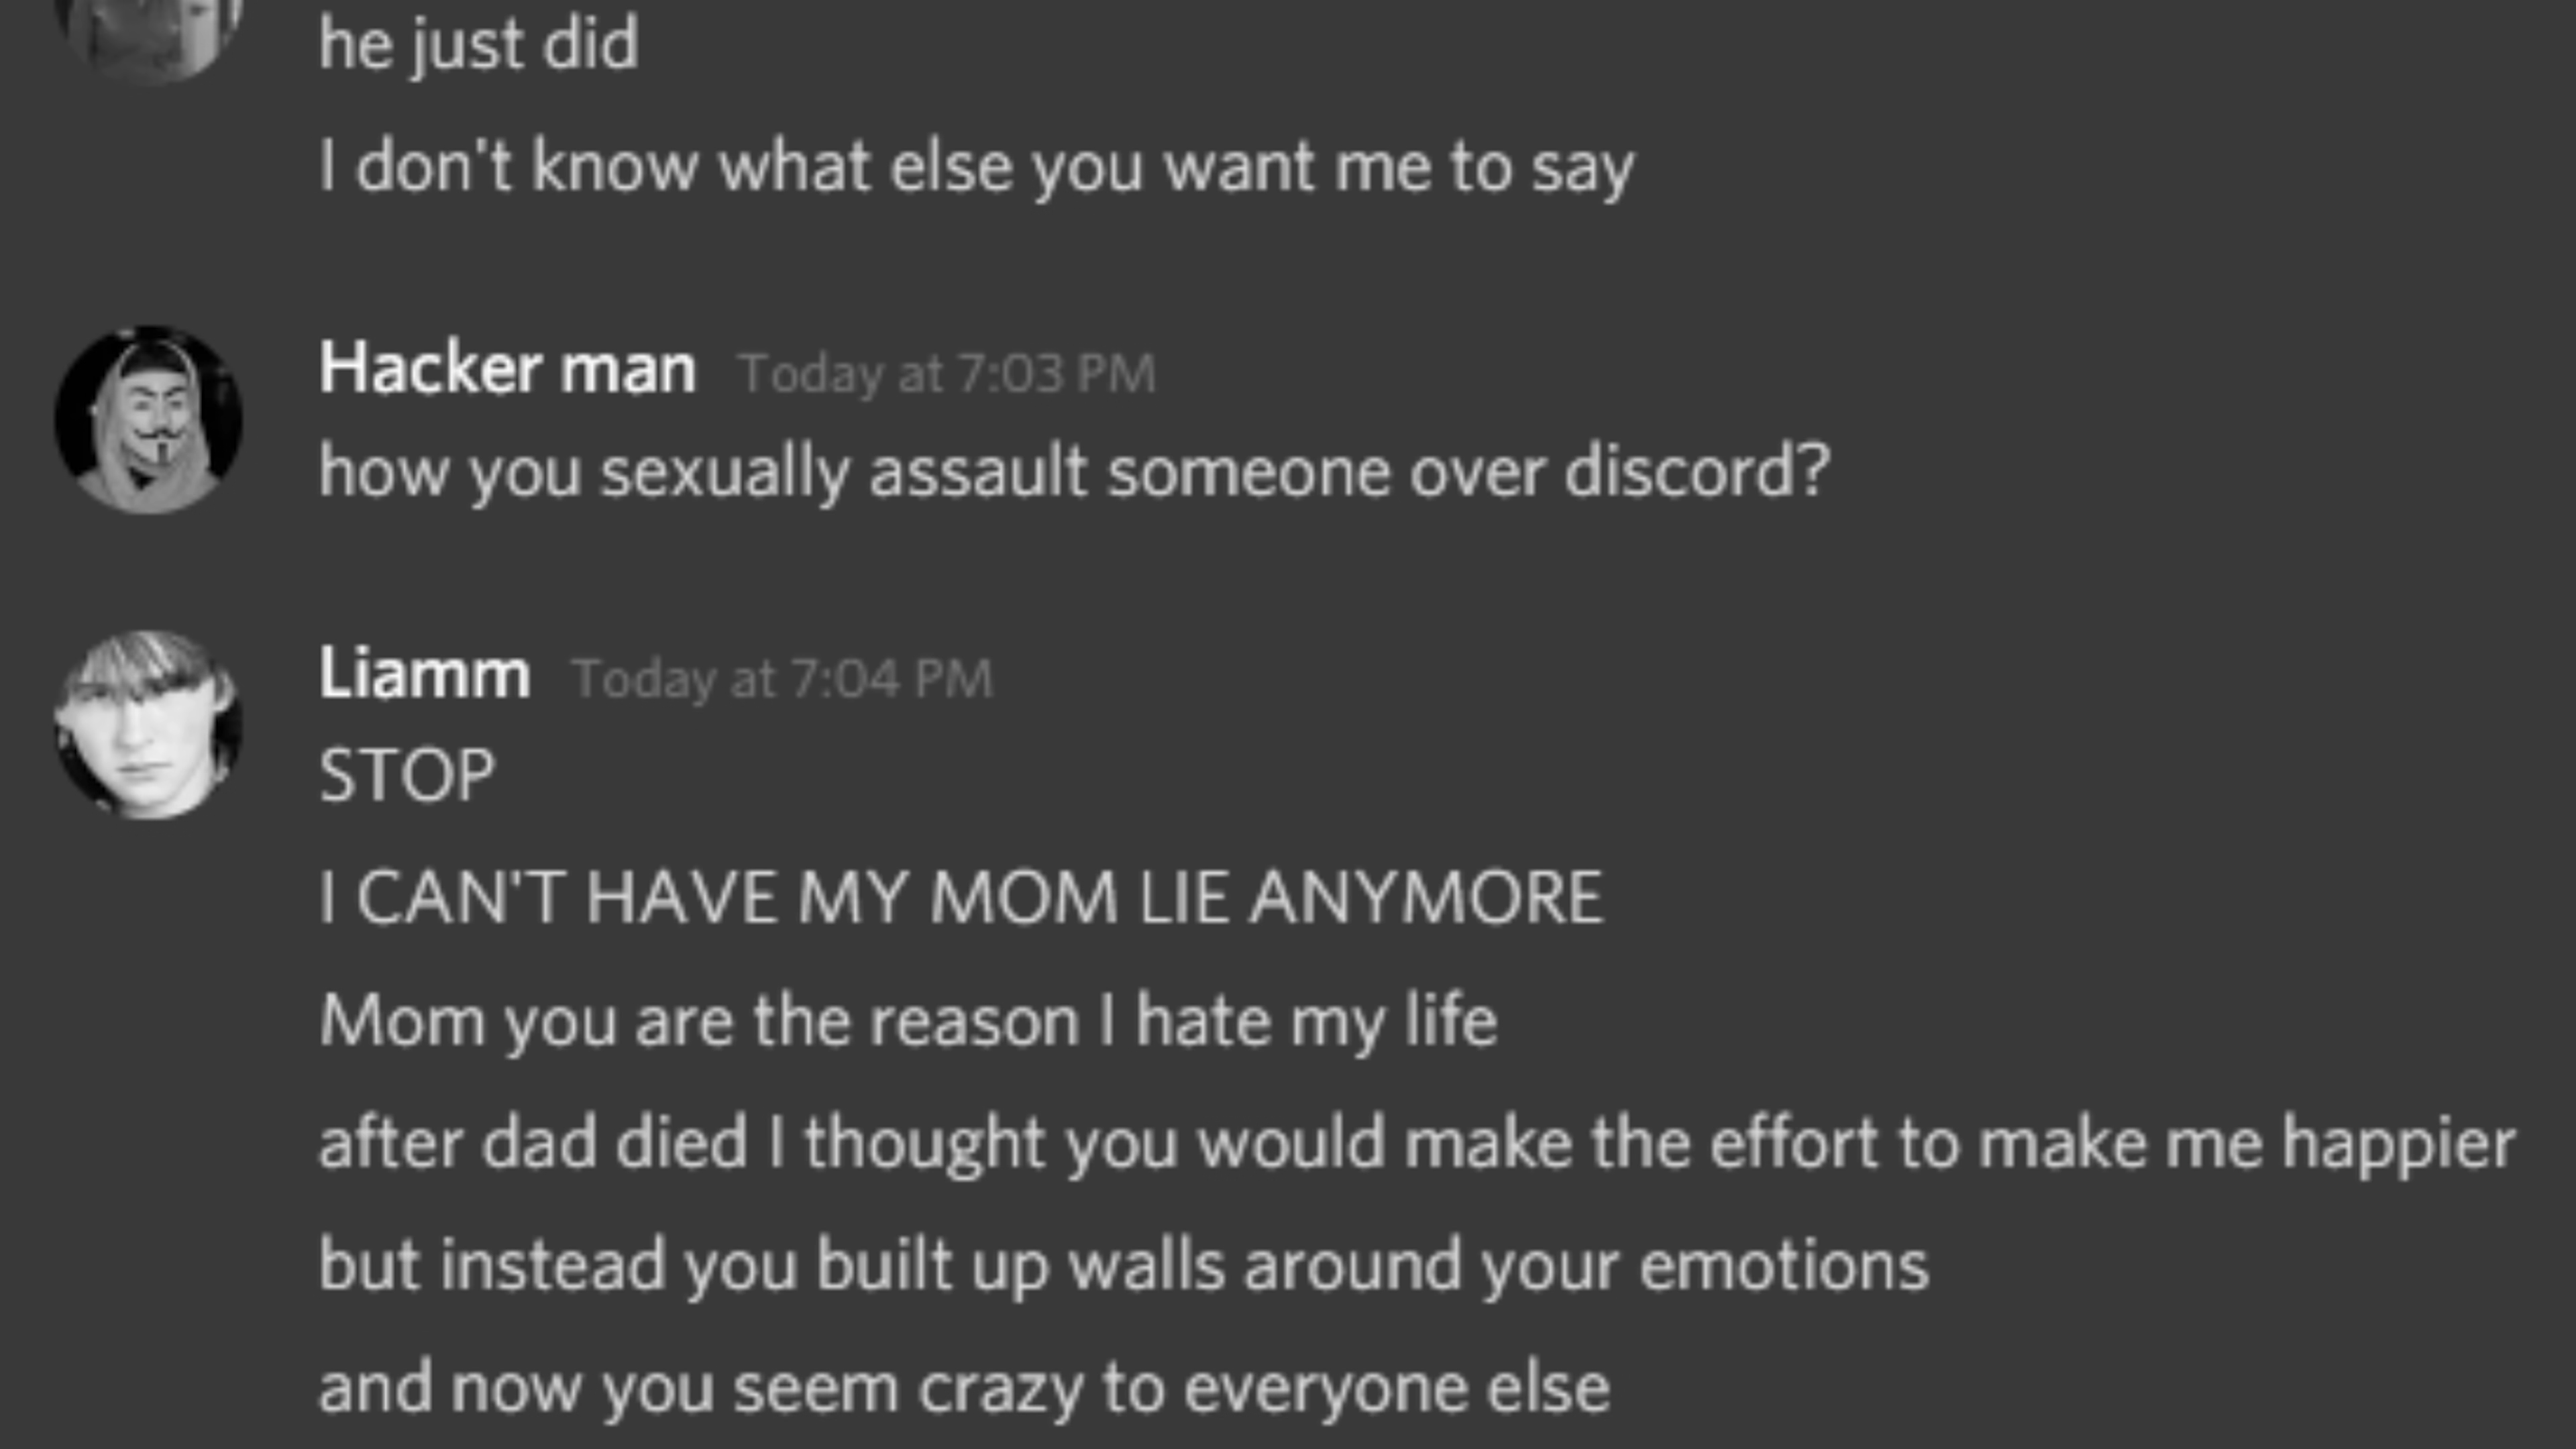 he just did
I don't know what else you want me to say
Hacker man Today at 7:03 PM
how you sexually assault someone over discord?
Liamm Today at 7:04 PM
STOP
I CAN'T HAVE MY MOM LIE ANYMORE
Mom you are the reason I hate my life
after dad died I thought you would make the effort to make me happier
but instead you built up walls around your emotions
and now you seem crazy to everyone else